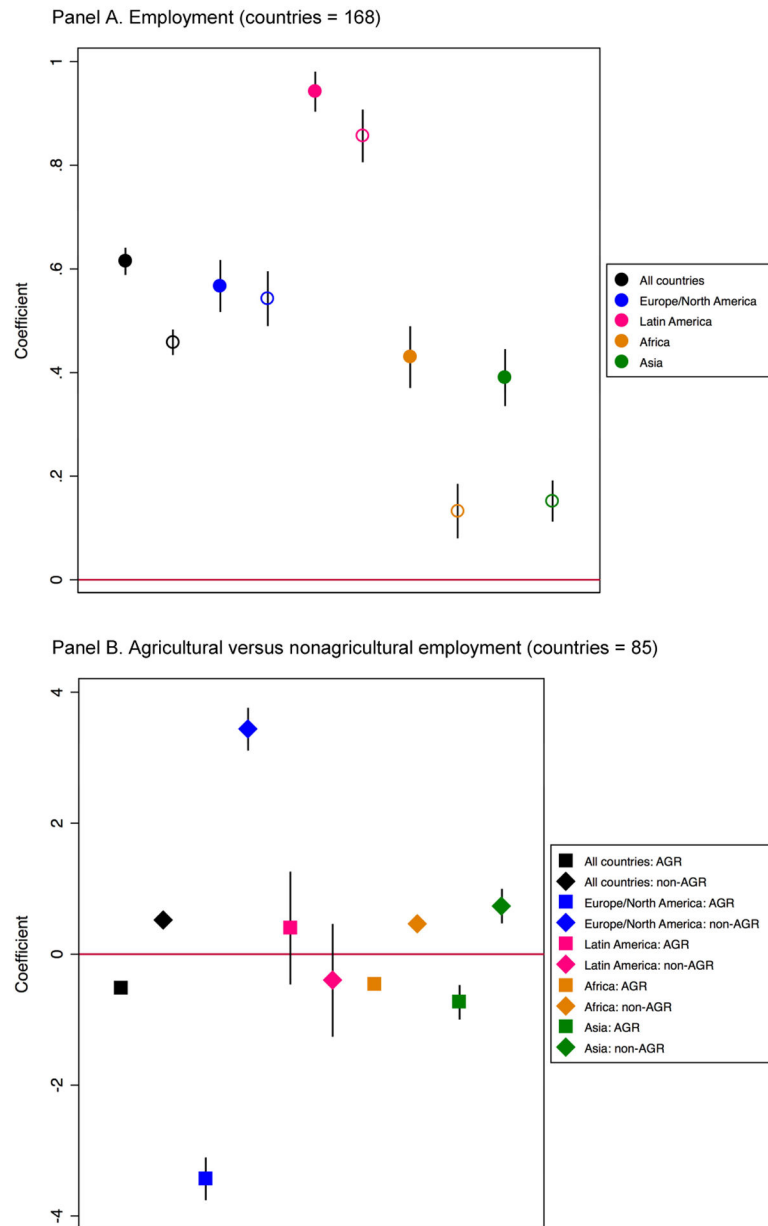 Panel A. Employment (countries = 168)
1
.8
.6
.4
.2
0
Coefficient
All countries
Europe/North America
Latin America
Africa
Asia
Panel B. Agricultural versus nonagricultural employment (countries = 85)
4
2
0
-2
-4
Coefficient
All countries: AGR
All countries: non-AGR
Europe/North America: AGR
Europe/North America: non-AGR
Latin America: AGR
Latin America: non-AGR
Africa: AGR
Africa: non-AGR
Asia: AGR
Asia: non-AGR